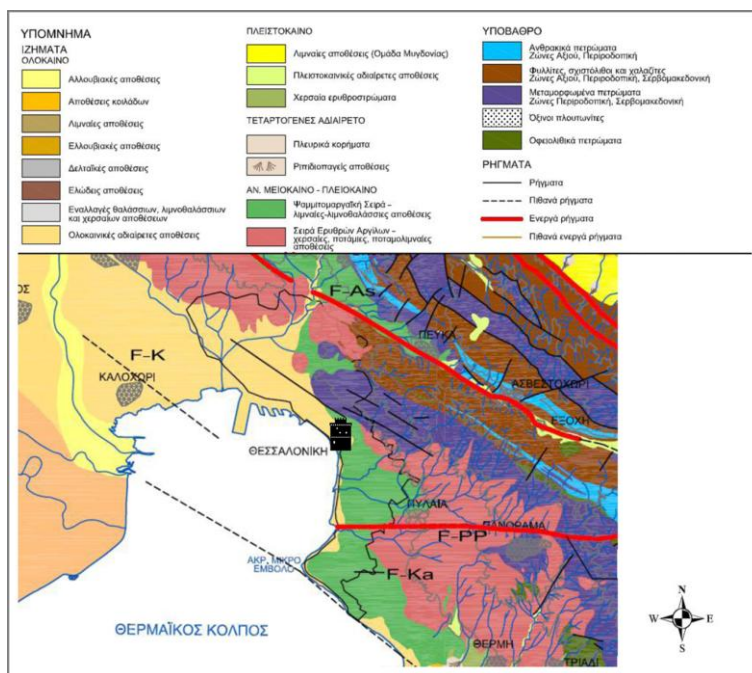 ΥΠΟΜΝΗΜΑ
ΙΖΗΜΑΤΑ
ΟΛΟΚΑΙΝΟ
Αλλουβιακές αποθέσεις
Αποθέσεις κοιλάδων
Λιμναίες αποθέσεις
Ελλουβιακές αποθέσεις
Δελταϊκές αποθέσεις
Ελώδεις αποθέσεις
Εναλλαγές θαλάσσιων, λιμνοθαλάσσιων
και χερσαίων αποθέσεων
Ολοκαινικές αδιαίρετες αποθέσεις
ΠΛΕΙΣΤΟΚΑΙΝΟ
Λιμναίες αποθέσεις (Ομάδα Μυγδονίας)
Πλειστοκαινικές αδιαίρετες αποθέσεις
Χερσαία ερυθροστρώματα
ΤΕΤΑΡΤΟΓΕΝΕΣ ΑΔΙΑΙΡΕΤΟ
Πλευρικά κορήματα
Ριπιδιοπαγείς αποθέσεις
ΑΝ. ΜΕΙΟΚΑΙΝΟ - ΠΛΕΙΟΚΑΙΝΟ
Ψαμμιτομαργαϊκή Σειρά –
λιμναίες-λιμνοθαλάσσιες αποθέσεις
Σειρά Ερυθρών Αργίλων -
χερσαίες, ποτάμιες, ποταμολιμναίες
αποθέσεις
ΥΠΟΒΑΘΡΟ
Ανθρακικά πετρώματα
Ζώνες Αξιού, Περιροδοπική
Φυλλίτες, σχιστόλιθοι και χαλαζίτες
Ζώνες Αξιού, Περιροδοπική, Σερβομακεδονική
Μεταμορφωμένα πετρώματα
Ζώνες Περιροδοπική, Σερβομακεδονική
Όξινοι πλουτωνίτες
Οφειολιθικά πετρώματα
ΡΗΓΜΑΤΑ
Ρήγματα
Πιθανά ρήγματα
Ενεργά ρήγματα
Πιθανά ενεργά ρήγματα
ΟΣ
F-As
ΠΕΥΚΑ
F-K
ΚΑΛΟΧΩΡΙ
ΑΣΒΕΣΤΟΧΩΡΙ
ΕΞΟΧΗ
ΘΕΣΣΑΛΟΝΙΚΗ
ΠΥΛΑΙΑ
ΠΑΝΟΡΑΜΑ
F-PP
ΑΚΡ. ΜΙΚΡΟ
ΕΜΒΟΛΟ
F-Ka
ΘΕΡΜΑΪΚΟΣ ΚΟΛΠΟΣ
ΘΕΡΜΗ
ΤΡΙΑΔΙ
N
W E
S